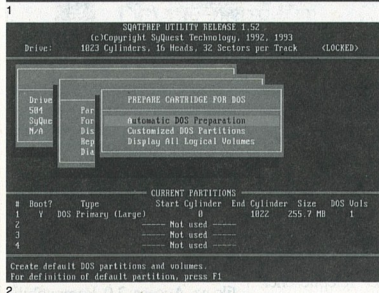 1
SQATPREP UTILITY RELEASE 1.52
(c)Copyright SyQuest Technology, 1992, 1993
Drive: 1023 Cylinders, 16 Heads, 32 Sectors per Track (LOCKED)
Drive
504
SyQue
N/A
Par
For
Dis
Rep
Dia
PREPARE CARTRIDGE FOR DOS
Automatic DOS Preparation
Customized DOS Partitions
Display All Logical Volumes
CURRENT PARTITIONS
# Boot? Type Start Cylinder End Cylinder Size DOS Vols
1 Y DOS Primary (Large) 0 1022 255.7 MB 1
2 ----- Not used -----
3 ----- Not used -----
4 ----- Not used -----
Create default DOS partitions and volumes.
For definition of default partition, press F1
2